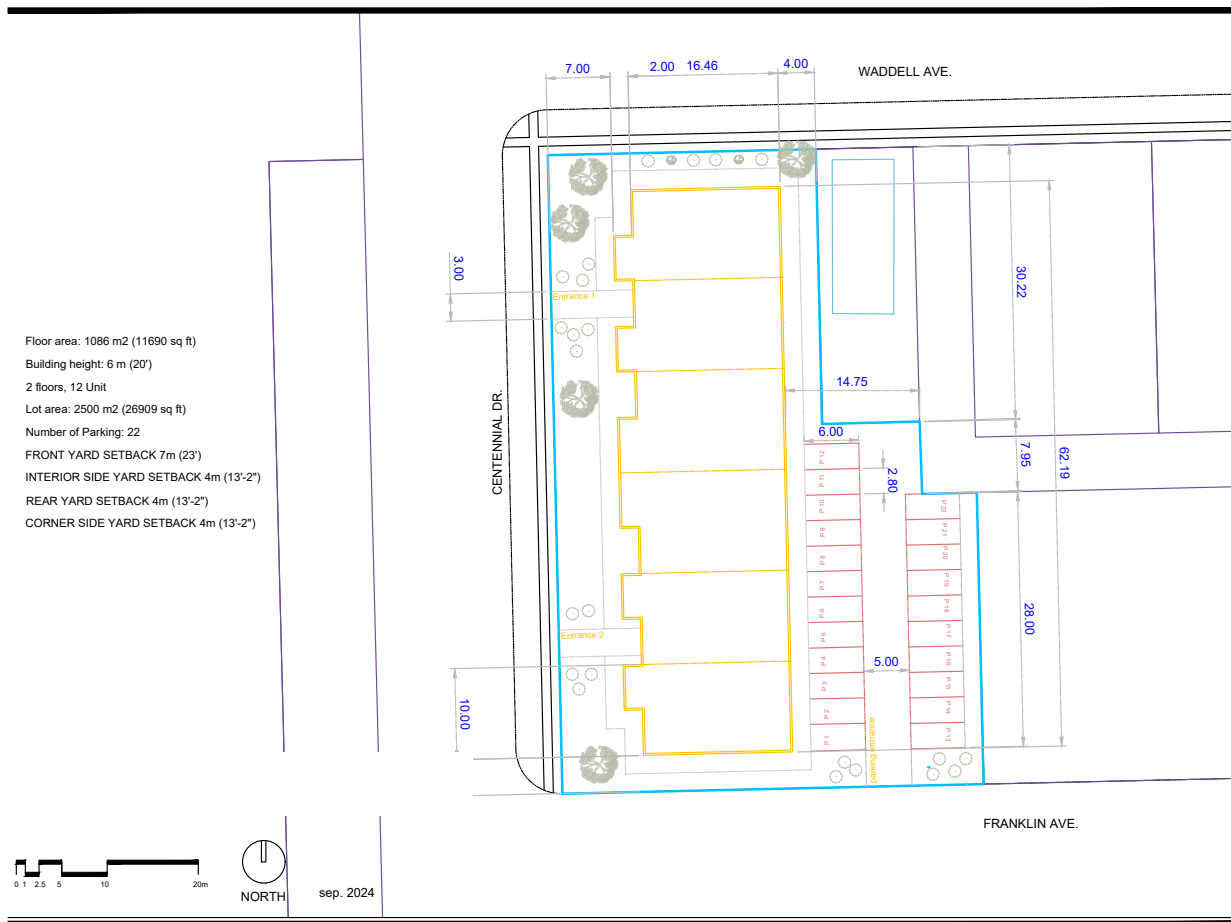 7.00
2.00 16.46
4.00
WADDELL AVE.
3.00
Entrance 1
30.22
Floor area: 1086 m2 (11690 sq ft)
Building height: 6 m (20')
2 floors, 12 Unit
Lot area: 2500 m2 (26909 sq ft)
Number of Parking: 22
FRONT YARD SETBACK 7m (23')
INTERIOR SIDE YARD SETBACK 4m (13'-2")
REAR YARD SETBACK 4m (13'-2")
CORNER SIDE YARD SETBACK 4m (13'-2")
CENTENNIAL DR.
14.75
6.00
7.95
62.19
2.80
P 12
P 11
P 10
P 9
P 8
P 7
P 6
P 5
P 4
P 3
P 2
P 1
P 22
P 21
P 20
P 19
P 18
P 17
P 16
P 15
P 14
P 13
28.00
Entrance 2
5.00
10.00
parking entrance
FRANKLIN AVE.
0 1 2.5 5 10 20m
NORTH
sep. 2024